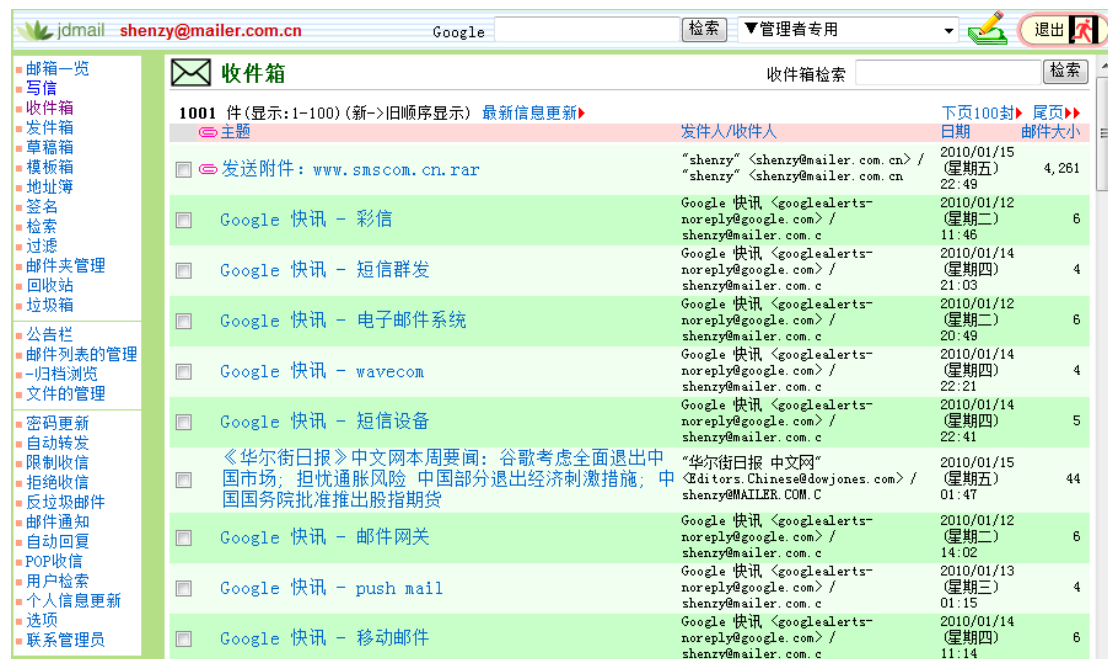 jdmail shenzy@mailer.com.cn Google 检索 ▼管理者专用 退出
邮箱一览
写信
收件箱
发件箱
草稿箱
模板箱
地址簿
签名
检索
过滤
邮件夹管理
回收站
垃圾箱
公告栏
邮件列表的管理
-归档浏览
文件的管理
密码更新
自动转发
限制收信
拒绝收信
反垃圾邮件
邮件通知
自动回复
POP收信
用户检索
个人信息更新
选项
联系管理员
收件箱 收件箱检索 检索
1001 件(显示:1-100)(新->旧顺序显示) 最新信息更新 下页100封 尾页
主题 发件人/收件人 日期 邮件大小
发送附件: www.smscom.cn.rar
"shenzy" <shenzy@mailer.com.cn> /
"shenzy" <shenzy@mailer.com.cn
2010/01/15
(星期五)
22:49
4,261
Google 快讯 - 彩信
Google 快讯 <googlealerts-
noreply@google.com> /
shenzy@mailer.com.c
2010/01/12
(星期二)
11:46
6
Google 快讯 - 短信群发
Google 快讯 <googlealerts-
noreply@google.com> /
shenzy@mailer.com.c
2010/01/14
(星期四)
21:03
4
Google 快讯 - 电子邮件系统
Google 快讯 <googlealerts-
noreply@google.com> /
shenzy@mailer.com.c
2010/01/12
(星期二)
20:49
6
Google 快讯 - wavecom
Google 快讯 <googlealerts-
noreply@google.com> /
shenzy@mailer.com.c
2010/01/14
(星期四)
22:21
4
Google 快讯 - 短信设备
Google 快讯 <googlealerts-
noreply@google.com> /
shenzy@mailer.com.c
2010/01/14
(星期四)
22:41
5
《华尔街日报》中文网本周要闻: 谷歌考虑全面退出中
国市场; 担忧通胀风险 中国部分退出经济刺激措施; 中
国国务院批准推出股指期货
"华尔街日报 中文网"
<Editors.Chinese@dowjones.com> /
shenzy@MAILER.COM.C
2010/01/15
(星期五)
01:47
44
Google 快讯 - 邮件网关
Google 快讯 <googlealerts-
noreply@google.com> /
shenzy@mailer.com.c
2010/01/12
(星期二)
14:02
6
Google 快讯 - push mail
Google 快讯 <googlealerts-
noreply@google.com> /
shenzy@mailer.com.c
2010/01/13
(星期三)
01:15
4
Google 快讯 - 移动邮件
Google 快讯 <googlealerts-
noreply@google.com> /
shenzy@mailer.com.c
2010/01/14
(星期四)
11:14
6